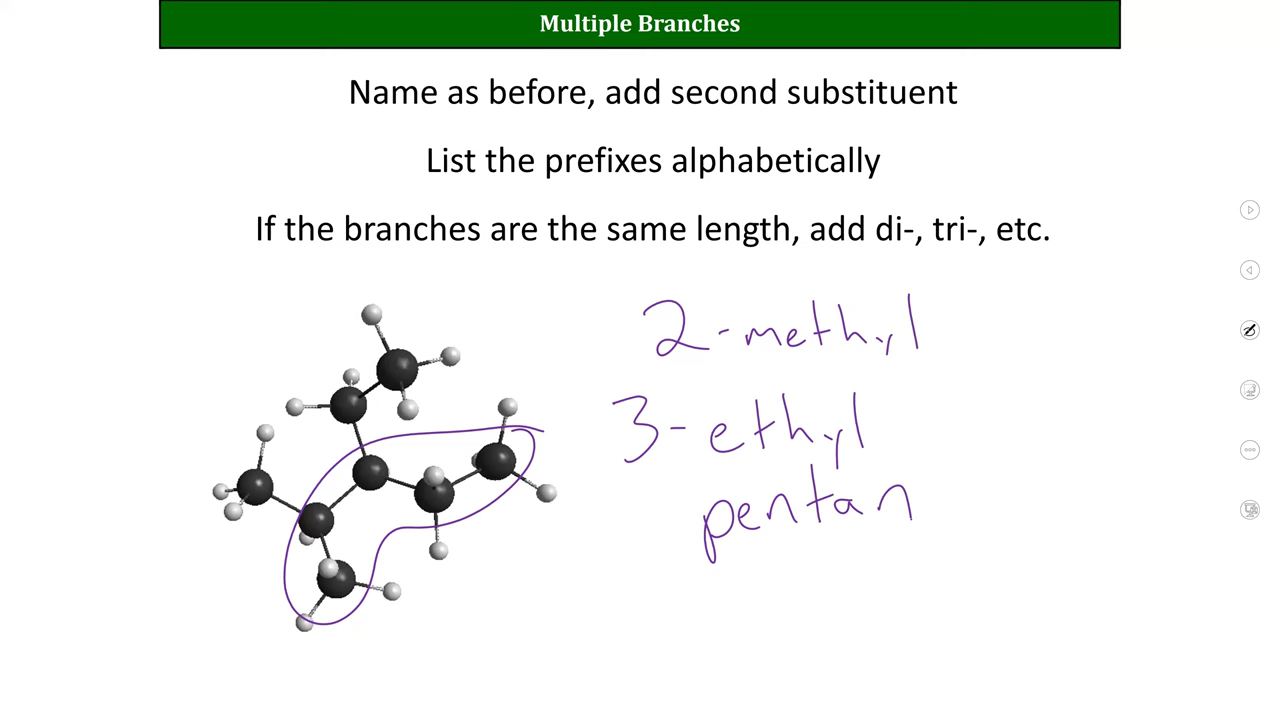 Multiple Branches
Name as before, add second substituent
List the prefixes alphabetically
If the branches are the same length, add di-, tri-, etc.
2-methyl
3-ethyl
pentan